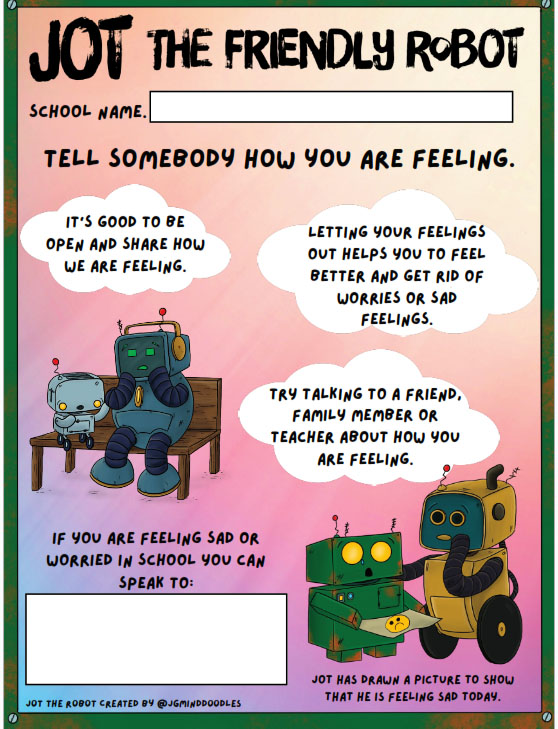 JOT THE FRIENDLY ROBOT
SCHOOL NAME.
TELL SOMEBODY HOW YOU ARE FEELING.
IT'S GOOD TO BE
OPEN AND SHARE HOW
WE ARE FEELING.
LETTING YOUR FEELINGS
OUT HELPS YOU TO FEEL
BETTER AND GET RID OF
WORRIES OR SAD
FEELINGS.
TRY TALKING TO A FRIEND,
FAMILY MEMBER OR
TEACHER ABOUT HOW YOU
ARE FEELING.
IF YOU ARE FEELING SAD OR
WORRIED IN SCHOOL YOU CAN
SPEAK TO:
JOT HAS DRAWN A PICTURE TO SHOW
THAT HE IS FEELING SAD TODAY.
JOT THE ROBOT CREATED BY @JGMINDDOODLES